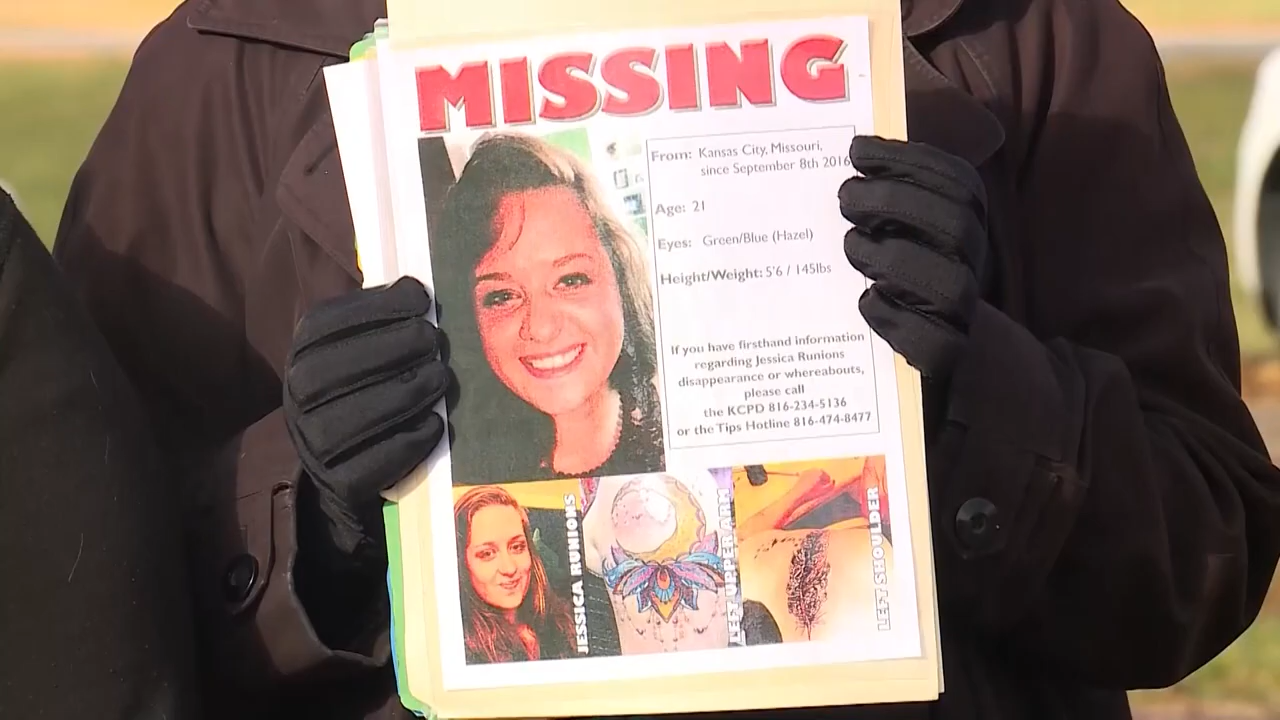 MISSING
From: Kansas City, Missouri,
since September 8th 2016
Age: 21
Eyes: Green/Blue (Hazel)
Height/Weight: 5'6 / 145lbs
If you have firsthand information
regarding Jessica Runions
disappearance or whereabouts,
please call
the KCPD 816-234-5136
or the Tips Hotline 816-474-8477
JESSICA RUNIONS
LEFT UPPER ARM
LEFT SHOULDER